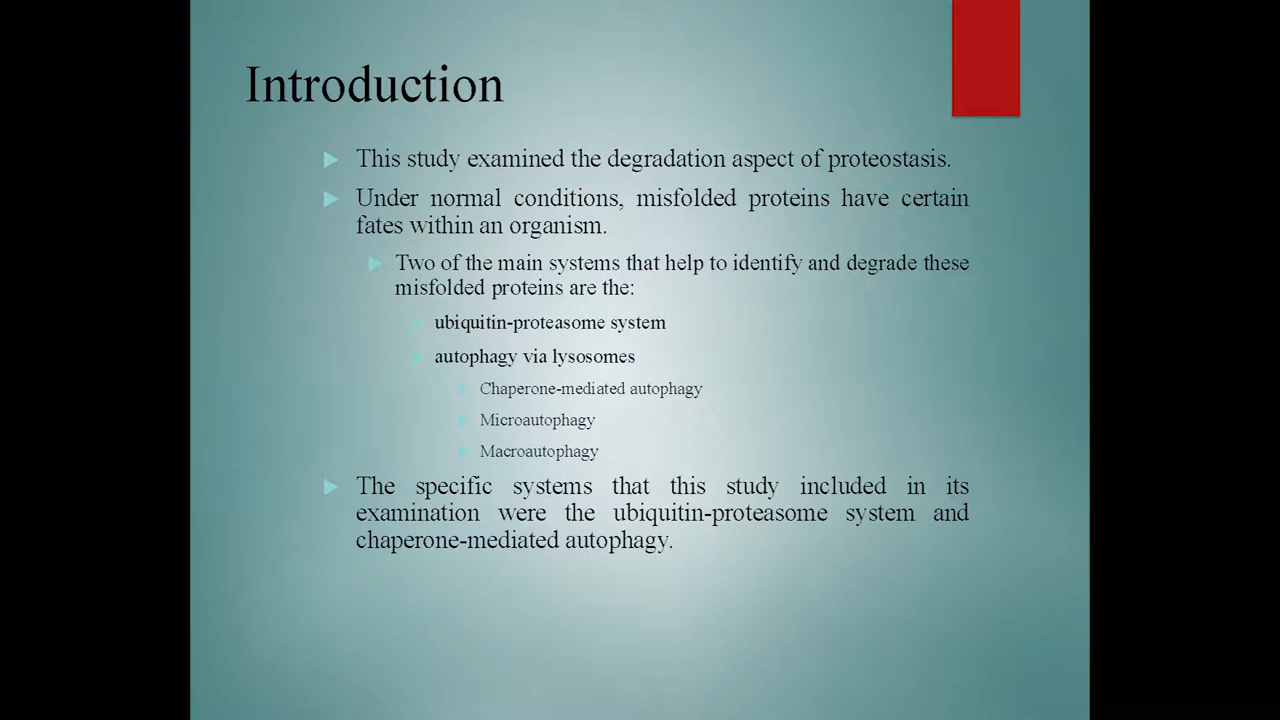 Introduction
This study examined the degradation aspect of proteostasis.
Under normal conditions, misfolded proteins have certain
fates within an organism.
Two of the main systems that help to identify and degrade these
misfolded proteins are the:
ubiquitin-proteasome system
autophagy via lysosomes
Chaperone-mediated autophagy
Microautophagy
Macroautophagy
The specific systems that this study included in its
examination were the ubiquitin-proteasome system and
chaperone-mediated autophagy.